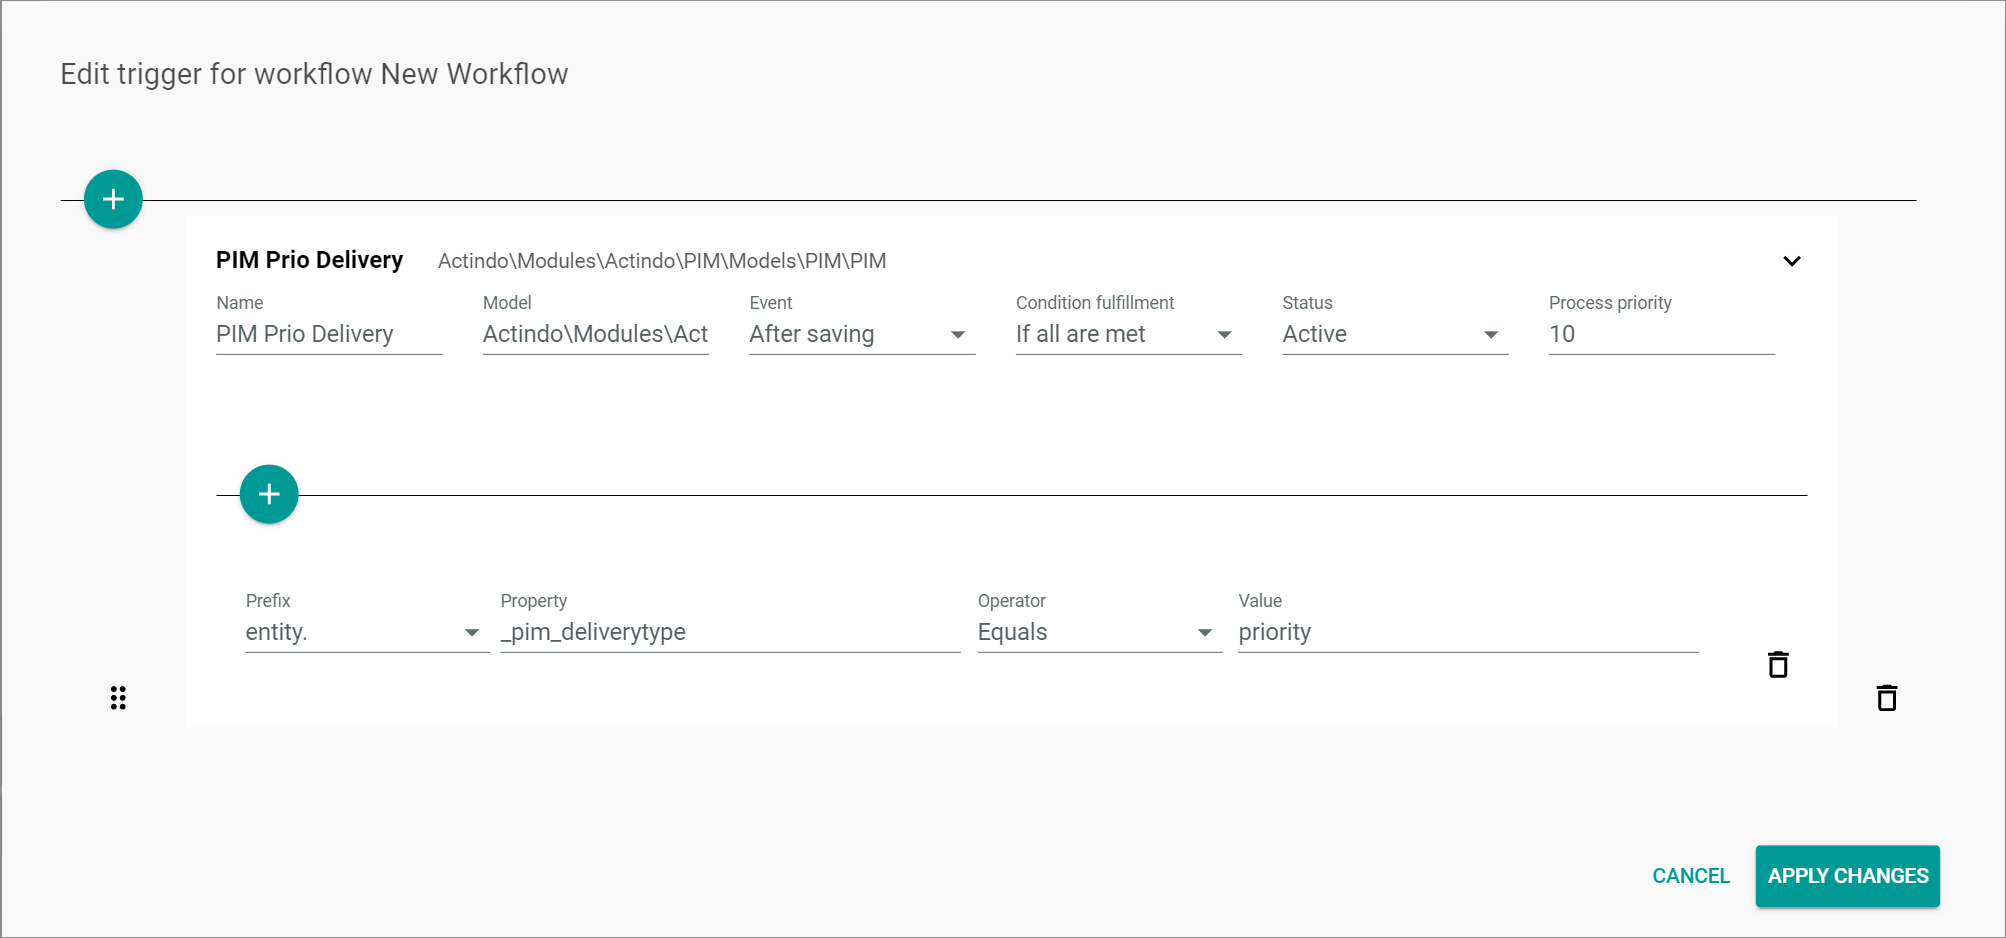 Edit trigger for workflow New Workflow
PIM Prio Delivery Actindo\Modules\Actindo\PIM\Models\PIM\PIM
Name Model Event Condition fulfillment Status Process priority
PIM Prio Delivery Actindo\Modules\Act After saving If all are met Active 10
Prefix Property Operator Value
entity. _pim_deliverytype Equals priority
CANCEL APPLY CHANGES